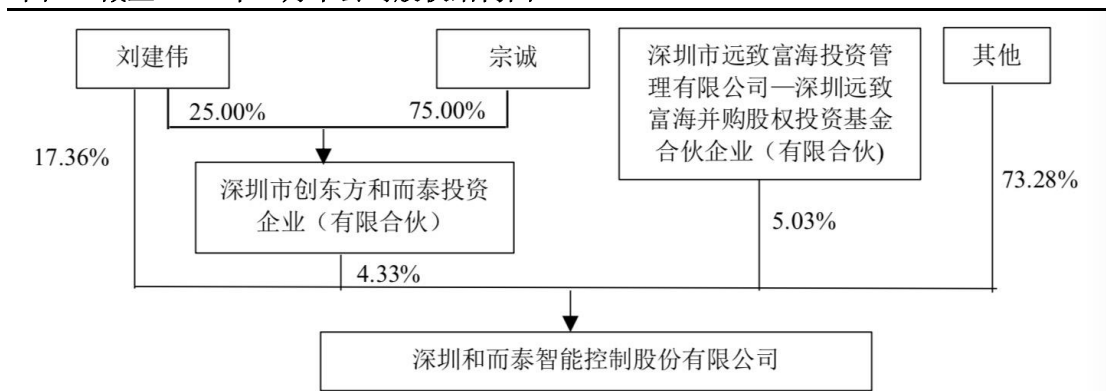 刘建伟
宗诚
深圳市远致富海投资管
理有限公司—深圳远致
富海并购股权投资基金
合伙企业（有限合伙)
其他
25.00%
75.00%
17.36%
深圳市创东方和而泰投资
企业（有限合伙）
73.28%
5.03%
4.33%
深圳和而泰智能控制股份有限公司